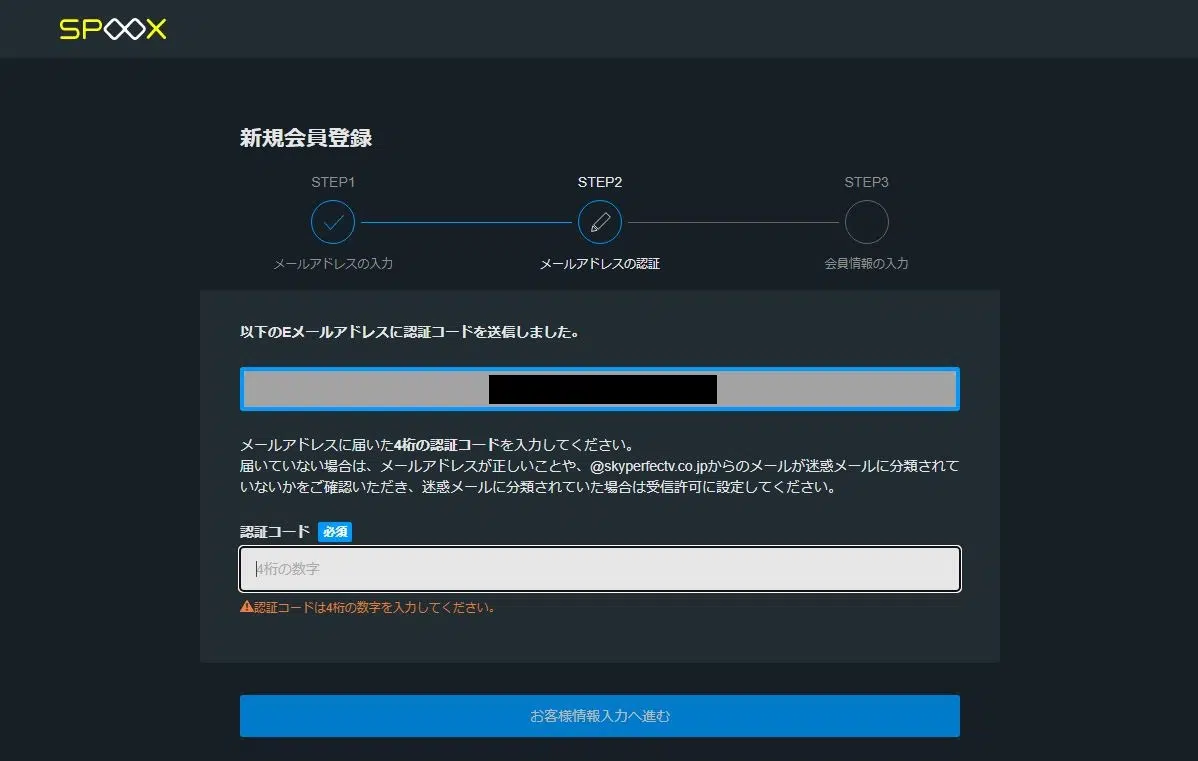 SPOOX
新規会員登録
STEP1
STEP2
STEP3
メールアドレスの入力
メールアドレスの認証
会員情報の入力
以下のEメールアドレスに認証コードを送信しました。
メールアドレスに届いた4桁の認証コードを入力してください。
届いていない場合は、メールアドレスが正しいことや、@skyperfectv.co.jpからのメールが迷惑メールに分類されて
いないかをご確認いただき、迷惑メールに分類されていた場合は受信許可に設定してください。
認証コード 必須
4桁の数字
認証コードは4桁の数字を入力してください。
お客様情報入力へ進む